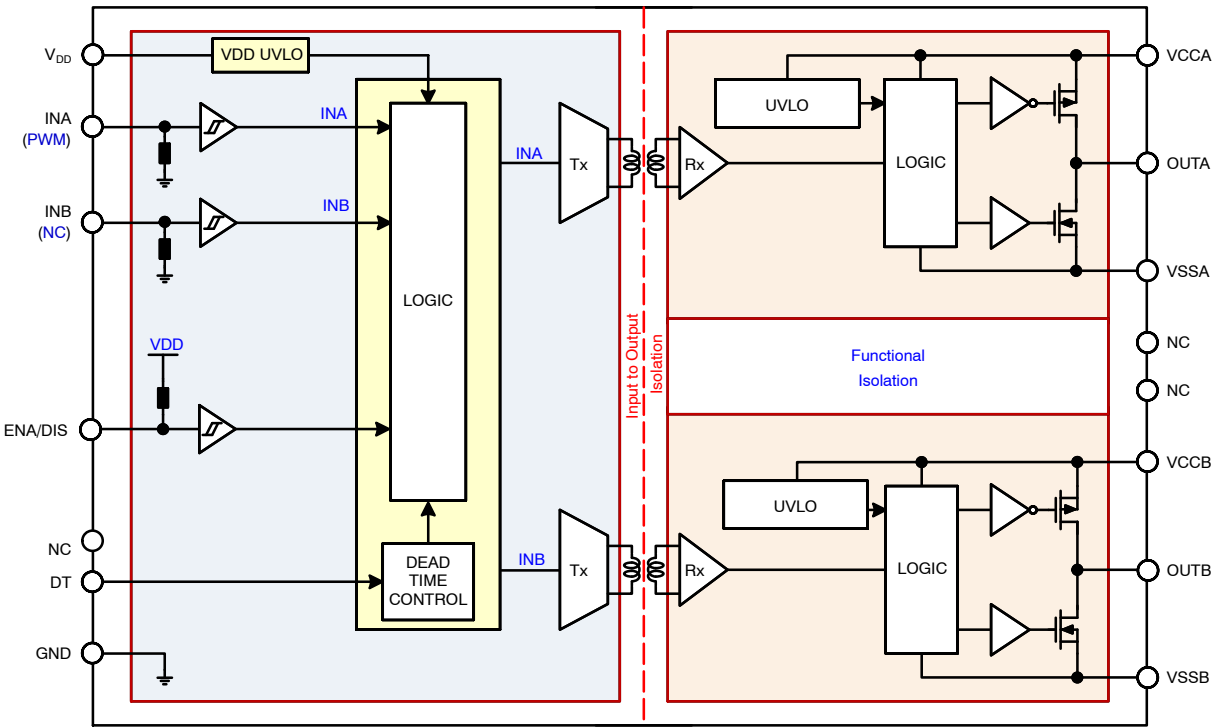 VDD
VDD UVLO
INA
(PWM)
INA
INB
(NC)
INB
LOGIC
VDD
ENA/DIS
NC
DT
DEAD
TIME
CONTROL
GND
INA
Tx
INB
Tx
Input to Output
Isolation
Rx
UVLO
LOGIC
VCCA
OUTA
VSSA
Functional
Isolation
NC
NC
Rx
UVLO
LOGIC
VCCB
OUTB
VSSB